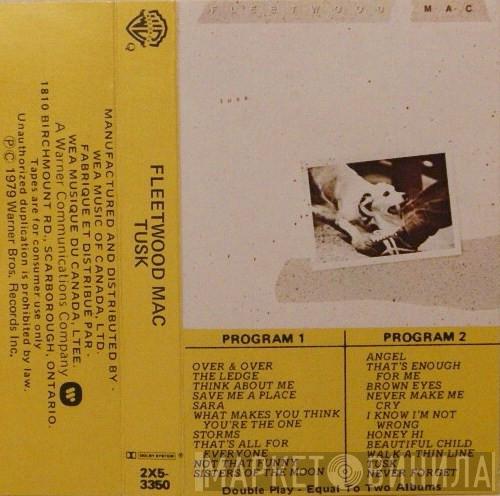 FLEETWOOD MAC
Tusk
MANUFACTURED AND DISTRIBUTED BY -
WEA MUSIC OF CANADA, LTD.
FABRIQUE ET DISTRIBUE PAR -
WEA MUSIQUE DU CANADA, LTEE.
A Warner Communications Company
1810 BIRCHMOUNT RD., SCARBOROUGH, ONTARIO.
Tapes are for consumer use only
Unauthorized duplication is prohibited by law.
ⓅⒸ 1979 Warner Bros. Records Inc.
FLEETWOOD MAC
TUSK
DOLBY SYSTEM
2X5-
3350
PROGRAM 1
OVER & OVER
THE LEDGE
THINK ABOUT ME
SAVE ME A PLACE
SARA
WHAT MAKES YOU THINK
YOU'RE THE ONE
STORMS
THAT'S ALL FOR
EVERYONE
NOT THAT FUNNY
SISTERS OF THE MOON
PROGRAM 2
ANGEL
THAT'S ENOUGH
FOR ME
BROWN EYES
NEVER MAKE ME
CRY
I KNOW I'M NOT
WRONG
HONEY HI
BEAUTIFUL CHILD
WALK A THIN LINE
TUSK
NEVER FORGET
Double Play - Equal To Two Albums